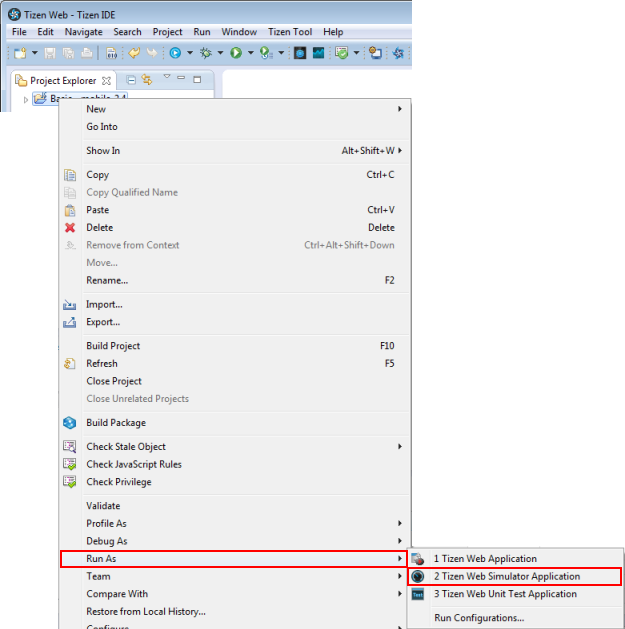 Tizen Web - Tizen IDE
File Edit Navigate Search Project Run Window Tizen Tool Help
Project Explorer
New
Go Into
Show In Alt+Shift+W
Copy Ctrl+C
Copy Qualified Name
Paste Ctrl+V
Delete Delete
Remove from Context Ctrl+Alt+Shift+Down
Move...
Rename... F2
Import...
Export...
Build Project F10
Refresh F5
Close Project
Close Unrelated Projects
Build Package
Check Stale Object
Check JavaScript Rules
Check Privilege
Validate
Profile As
Debug As
Run As
1 Tizen Web Application
Team
2 Tizen Web Simulator Application
Compare With
Test 3 Tizen Web Unit Test Application
Restore from Local History...
Run Configurations...
Configure